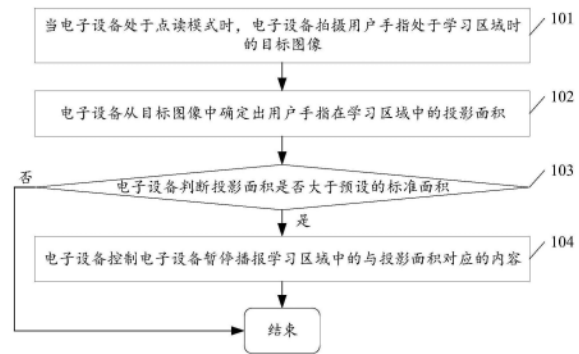 当电子设备处于点读模式时，电子设备拍摄用户手指处于学习区域时
的目标图像
101
电子设备从目标图像中确定出用户手指在学习区域中的投影面积
102
否
电子设备判断投影面积是否大于预设的标准面积
103
是
电子设备控制电子设备暂停播报学习区域中的与投影面积对应的内容
104
结束